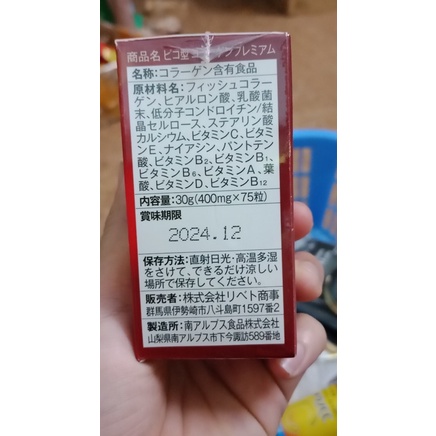 商品名 ピコ型コラーゲンプレミアム
名称:コラーゲン含有食品
原材料名:フィッシュコラー
ゲン、ヒアルロン酸、乳酸菌
末、低分子コンドロイチン/結
晶セルロース、ステアリン酸
カルシウム、ビタミンC、ビタミ
ンE、ナイアシン、パントテン
酸、ビタミンB2、ビタミンB1、
ビタミンB6、ビタミンA、葉
酸、ビタミンD、ビタミンB12
内容量:30g(400mg×75粒)
賞味期限
2024.12
保存方法:直射日光・高温多湿
をさけて、できるだけ涼しい
場所で保存してください。
販売者:株式会社リベト商事
群馬県伊勢崎市八斗島町1597番2
製造所:南アルプス食品株式会社
山梨県南アルプス市下今諏訪589番地